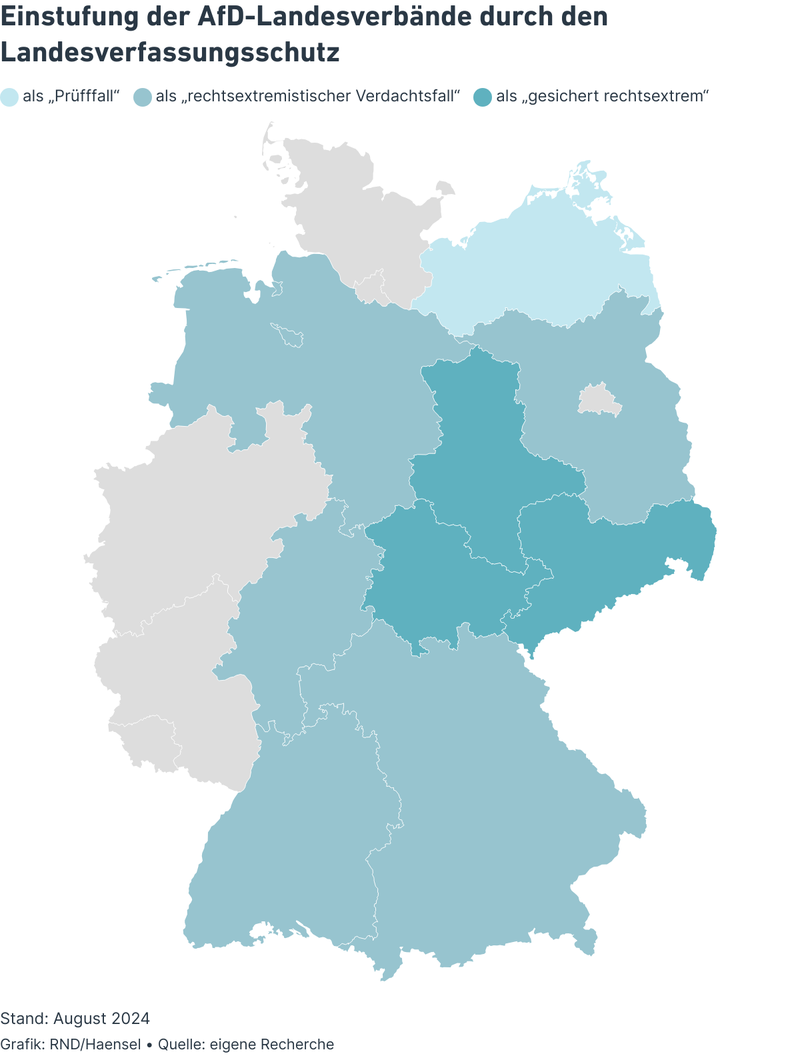 Einstufung der AfD-Landesverbände durch den
Landesverfassungsschutz
als „Prüfffall“ als „rechtsextremistischer Verdachtsfall“ als „gesichert rechtsextrem“
Stand: August 2024
Grafik: RND/Haensel • Quelle: eigene Recherche